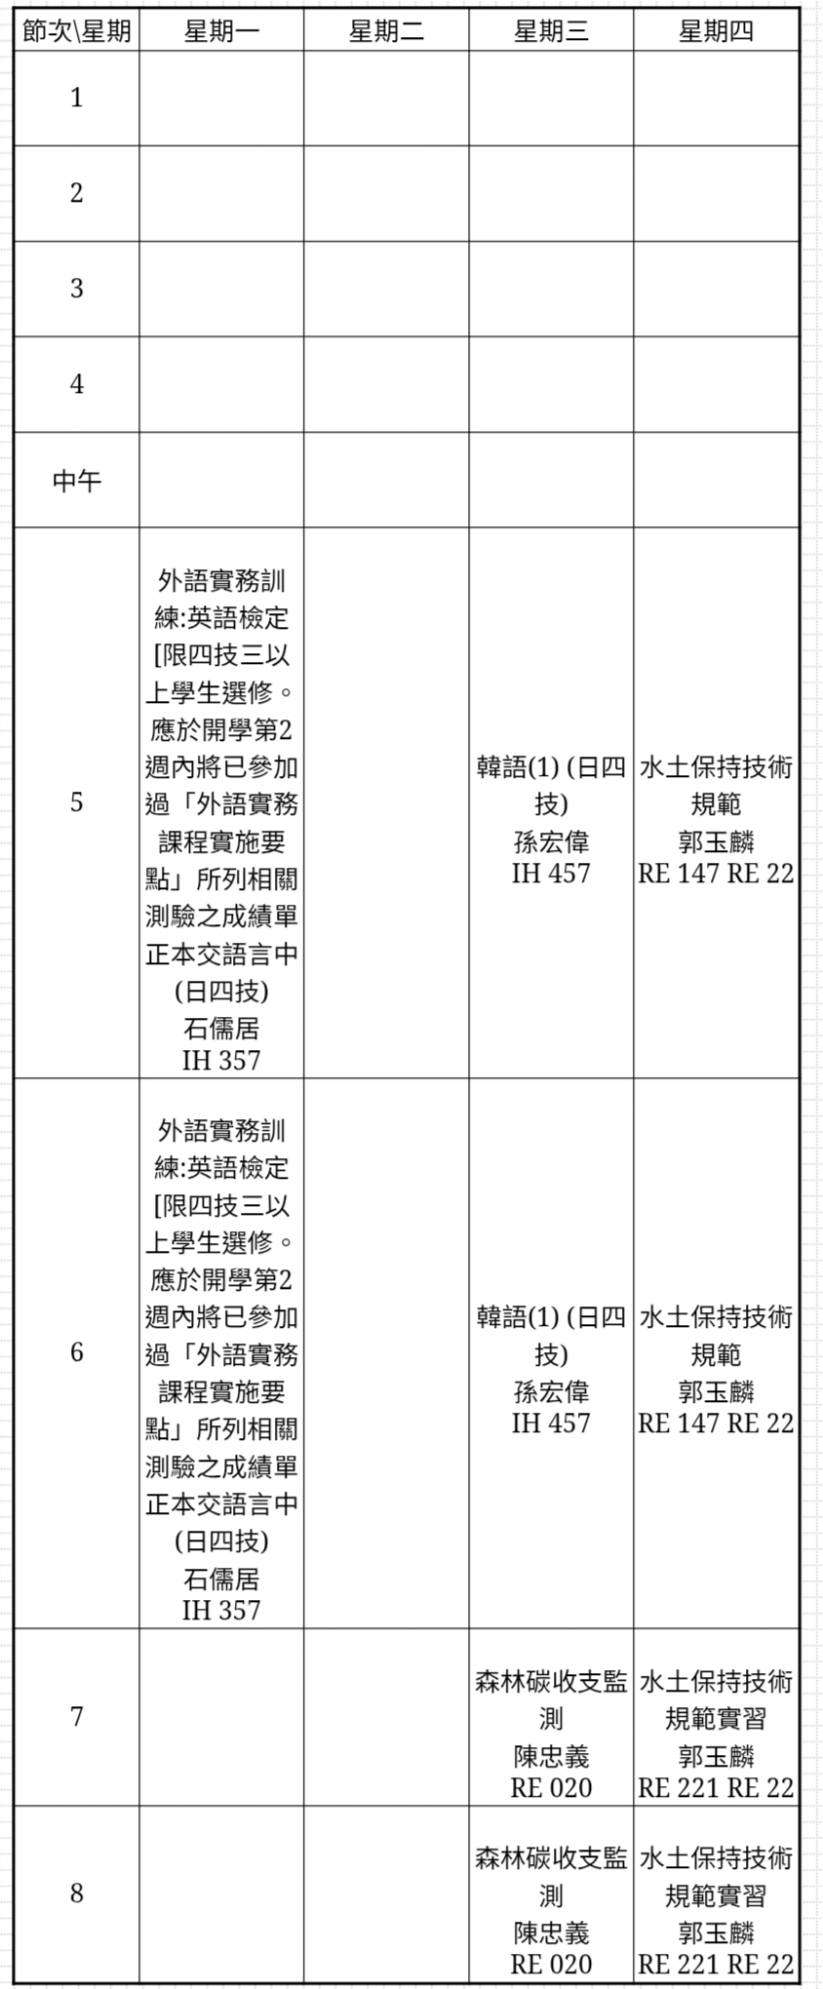 節次\星期 星期一 星期二 星期三 星期四
1
2
3
4
中午
5
外語實務訓
練:英語檢定
[限四技三以
上學生選修。
應於開學第2
週內將已參加
過「外語實務
課程實施要
點」所列相關
測驗之成績單
正本交語言中
(日四技)
石儒居
IH 357
韓語(1) (日四
技)
孫宏偉
IH 457
水土保持技術
規範
郭玉麟
RE 147 RE 22
6
外語實務訓
練:英語檢定
[限四技三以
上學生選修。
應於開學第2
週內將已參加
過「外語實務
課程實施要
點」所列相關
測驗之成績單
正本交語言中
(日四技)
石儒居
IH 357
韓語(1) (日四
技)
孫宏偉
IH 457
水土保持技術
規範
郭玉麟
RE 147 RE 22
7
森林碳收支監
測
陳忠義
RE 020
水土保持技術
規範實習
郭玉麟
RE 221 RE 22
8
森林碳收支監
測
陳忠義
RE 020
水土保持技術
規範實習
郭玉麟
RE 221 RE 22